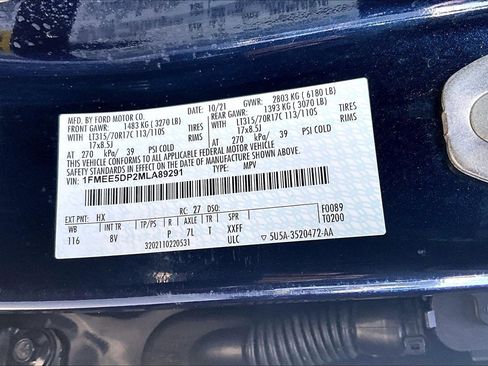 MFD. BY FORD MOTOR CO.
10/21 GVWR: 2803 KG ( 6180 LB)
FRONT GAWR: 1483 KG ( 3270 LB) REAR GAWR: 1393 KG ( 3070 LB)
LT315/70R17C 113/110S TIRES LT315/70R17C 113/110S TIRES
17x8.5J RIMS 17x8.5J RIMS
AT 270 kPa/ 39 PSI COLD AT 270 kPa/ 39 PSI COLD
THIS VEHICLE CONFORMS TO ALL APPLICABLE FEDERAL MOTOR VEHICLE
SAFETY STANDARDS IN EFFECT ON THE DATE OF MANUFACTURE SHOWN ABOVE.
VIN: 1FMEE5DP2MLA89291 TYPE: MPV
EXT PNT: HX RC: 27 DSO: F0089
WB INT TR TP/PS R AXLE TR SPR T0200
116 8V P 7L T XXFF
3202110220531 ULC 5U5A-3520472-AA